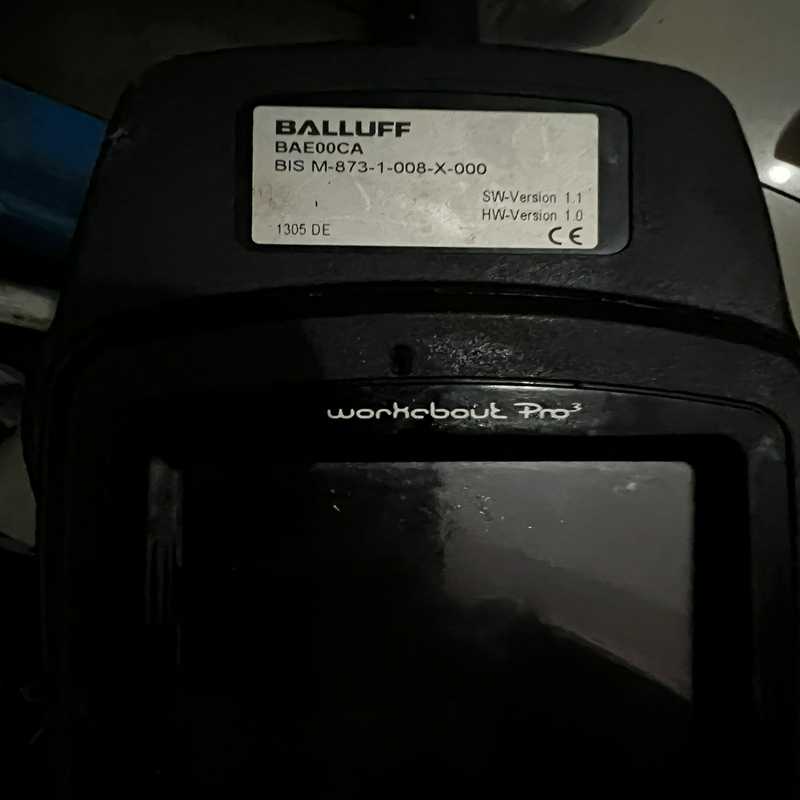 BALLUFF
BAE00CA
BIS M-873-1-008-X-000
SW-Version 1.1
HW-Version 1.0
1305 DE
CE
workabout Pro³